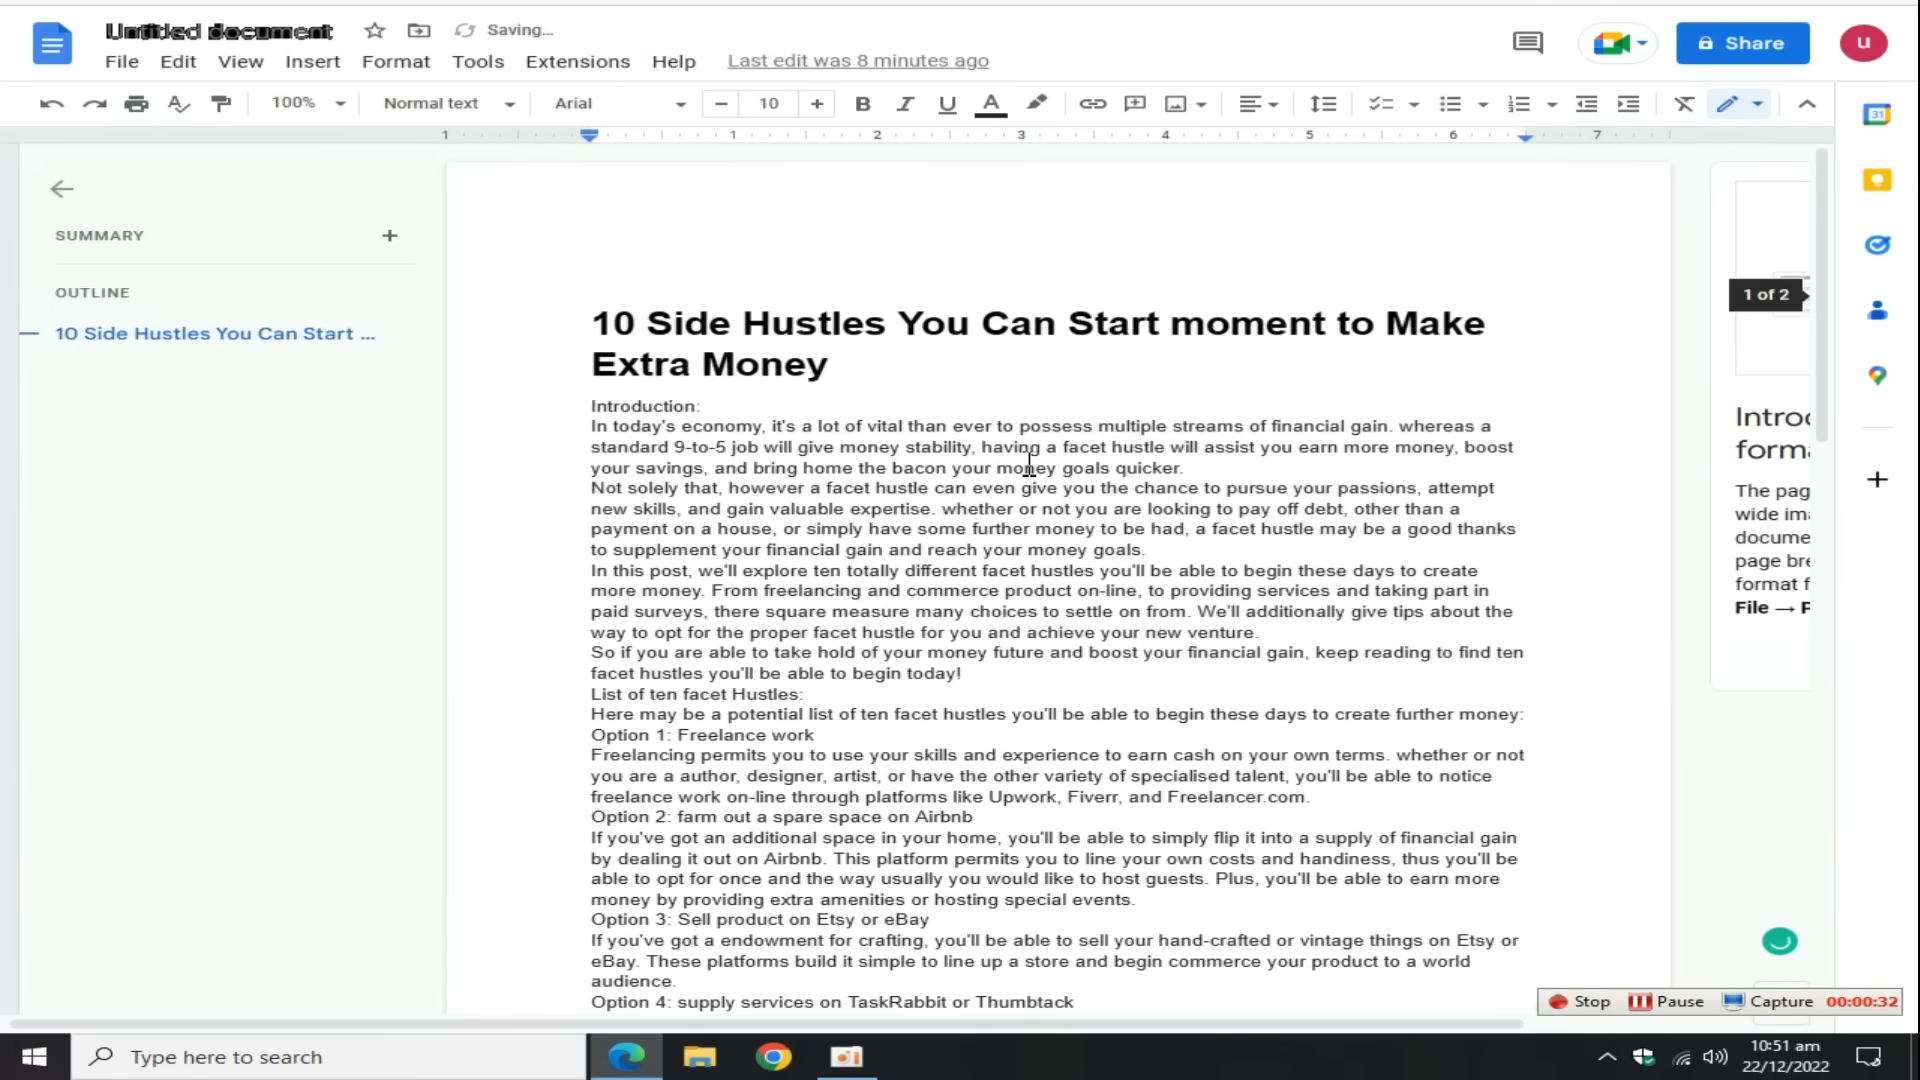 Untitled document
Saving...
File Edit View Insert Format Tools Extensions Help Last edit was 8 minutes ago
Share
u
100% Normal text Arial 10
B I U A
1 1 2 3 4 5 6 7
31
SUMMARY
OUTLINE
10 Side Hustles You Can Start ...
10 Side Hustles You Can Start moment to Make
Extra Money
Introduction:
In today's economy, it's a lot of vital than ever to possess multiple streams of financial gain. whereas a
standard 9-to-5 job will give money stability, having a facet hustle will assist you earn more money, boost
your savings, and bring home the bacon your money goals quicker.
Not solely that, however a facet hustle can even give you the chance to pursue your passions, attempt
new skills, and gain valuable expertise. whether or not you are looking to pay off debt, other than a
payment on a house, or simply have some further money to be had, a facet hustle may be a good thanks
to supplement your financial gain and reach your money goals.
In this post, we'll explore ten totally different facet hustles you'll be able to begin these days to create
more money. From freelancing and commerce product on-line, to providing services and taking part in
paid surveys, there square measure many choices to settle on from. We'll additionally give tips about the
way to opt for the proper facet hustle for you and achieve your new venture.
So if you are able to take hold of your money future and boost your financial gain, keep reading to find ten
facet hustles you'll be able to begin today!
List of ten facet Hustles:
Here may be a potential list of ten facet hustles you'll be able to begin these days to create further money:
Option 1: Freelance work
Freelancing permits you to use your skills and experience to earn cash on your own terms. whether or not
you are a author, designer, artist, or have the other variety of specialised talent, you'll be able to notice
freelance work on-line through platforms like Upwork, Fiverr, and Freelancer.com.
Option 2: farm out a spare space on Airbnb
If you've got an additional space in your home, you'll be able to simply flip it into a supply of financial gain
by dealing it out on Airbnb. This platform permits you to line your own costs and handiness, thus you'll be
able to opt for once and the way usually you would like to host guests. Plus, you'll be able to earn more
money by providing extra amenities or hosting special events.
Option 3: Sell product on Etsy or eBay
If you've got a endowment for crafting, you'll be able to sell your hand-crafted or vintage things on Etsy or
eBay. These platforms build it simple to line up a store and begin commerce your product to a world
audience.
Option 4: supply services on TaskRabbit or Thumbtack
1 of 2
Intro
form
The pag
wide ima
docume
page bre
format f
File → P
Stop Pause Capture 00:00:32
Type here to search
10:51 am
22/12/2022